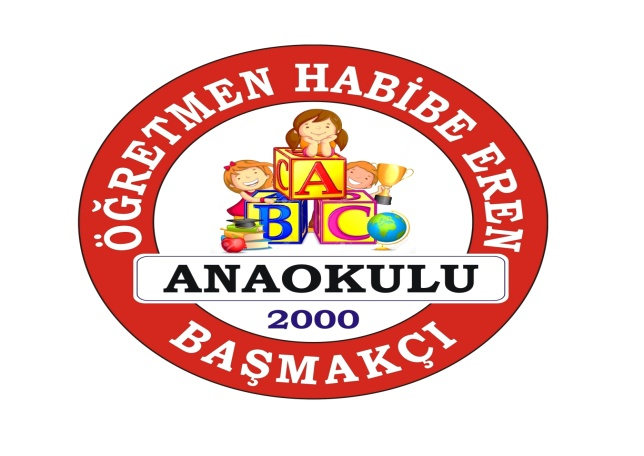 ÖĞRETMEN HABİBE EREN
C A
B C
ANAOKULU
2000
BAŞMAKÇI